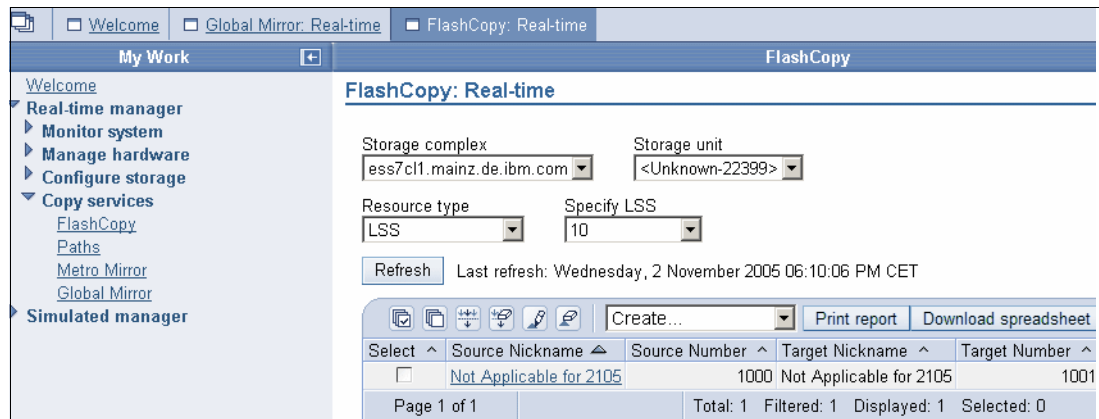 Welcome Global Mirror: Real-time FlashCopy: Real-time
My Work FlashCopy
Welcome
Real-time manager
Monitor system
Manage hardware
Configure storage
Copy services
FlashCopy
Paths
Metro Mirror
Global Mirror
Simulated manager
FlashCopy: Real-time
Storage complex Storage unit
ess7cl1.mainz.de.ibm.com <Unknown-22399>
Resource type Specify LSS
LSS 10
Refresh Last refresh: Wednesday, 2 November 2005 06:10:06 PM CET
Create... Print report Download spreadsheet
Select ^ Source Nickname Source Number ^ Target Nickname ^ Target Number ^
Not Applicable for 2105 1000 Not Applicable for 2105 1001
Page 1 of 1 Total: 1 Filtered: 1 Displayed: 1 Selected: 0